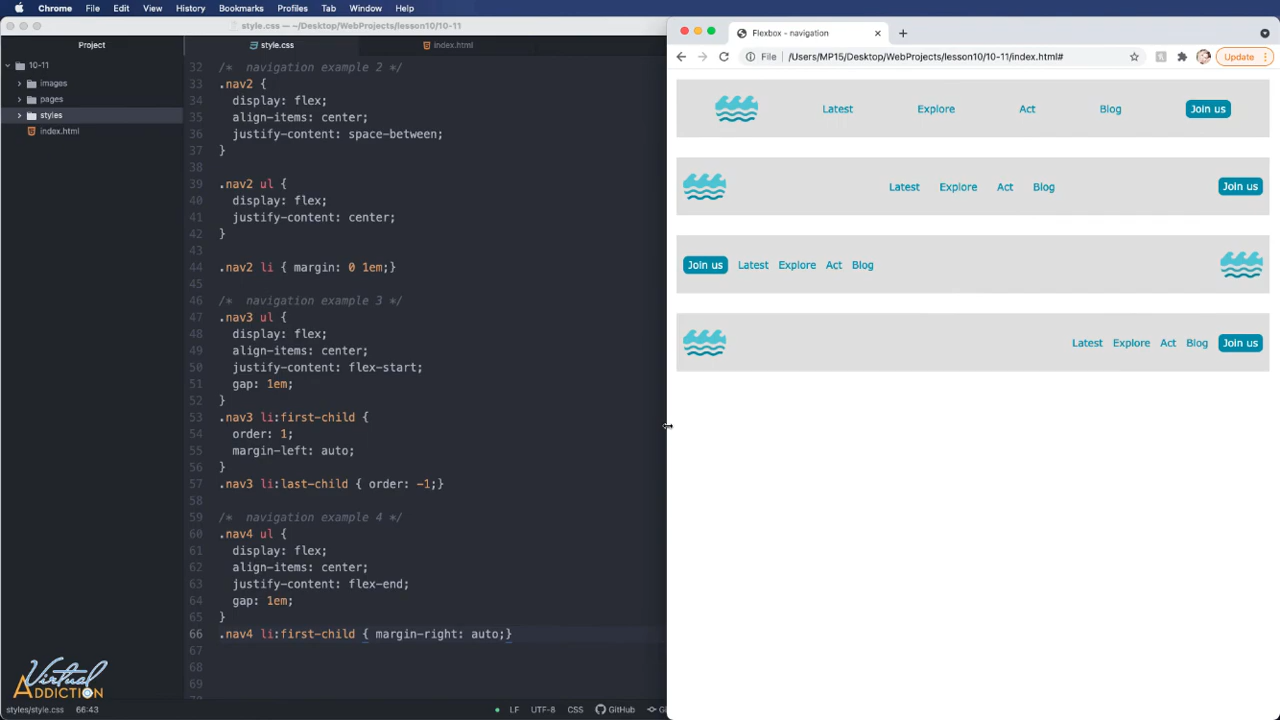 Chrome File Edit View History Bookmarks Profiles Tab Window Help
style.css — ~/Desktop/WebProjects/lesson10/10-11
Project
style.css
index.html
10-11
images
pages
styles
index.html
32 /*  navigation example 2 */
33 .nav2 {
34 display: flex;
35 align-items: center;
36 justify-content: space-between;
37 }
38
39 .nav2 ul {
40 display: flex;
41 justify-content: center;
42 }
43
44 .nav2 li { margin: 0 1em;}
45
46 /*  navigation example 3 */
47 .nav3 ul {
48 display: flex;
49 align-items: center;
50 justify-content: flex-start;
51 gap: 1em;
52 }
53 .nav3 li:first-child {
54 order: 1;
55 margin-left: auto;
56 }
57 .nav3 li:last-child { order: -1;}
58
59 /*  navigation example 4 */
60 .nav4 ul {
61 display: flex;
62 align-items: center;
63 justify-content: flex-end;
64 gap: 1em;
65 }
66 .nav4 li:first-child { margin-right: auto;}
67
68
69
Virtual
ADDICTION
styles/style.css 66:43
LF UTF-8 CSS GitHub
Flexbox - navigation
File /Users/MP15/Desktop/WebProjects/lesson10/10-11/index.html#
Update
Latest Explore Act Blog Join us
Latest Explore Act Blog Join us
Join us Latest Explore Act Blog
Latest Explore Act Blog Join us